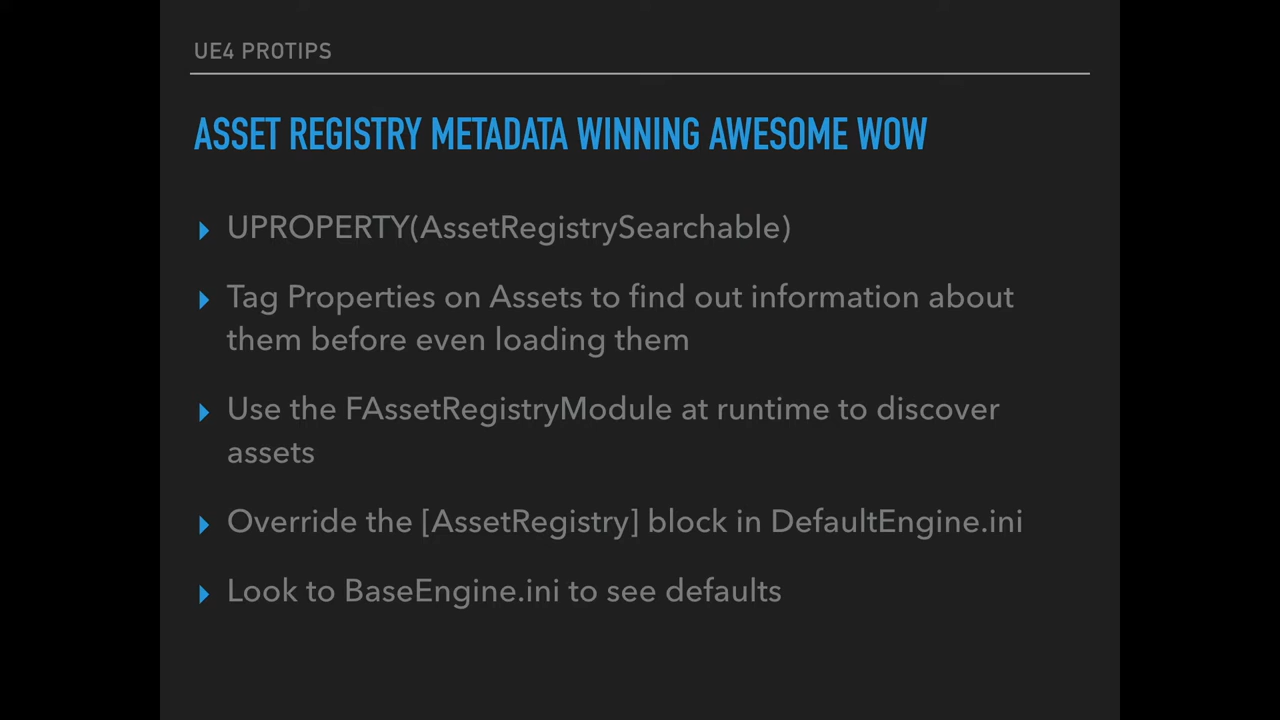 UE4 PROTIPS
ASSET REGISTRY METADATA WINNING AWESOME WOW
UPROPERTY(AssetRegistrySearchable)
Tag Properties on Assets to find out information about
them before even loading them
Use the FAssetRegistryModule at runtime to discover
assets
Override the [AssetRegistry] block in DefaultEngine.ini
Look to BaseEngine.ini to see defaults